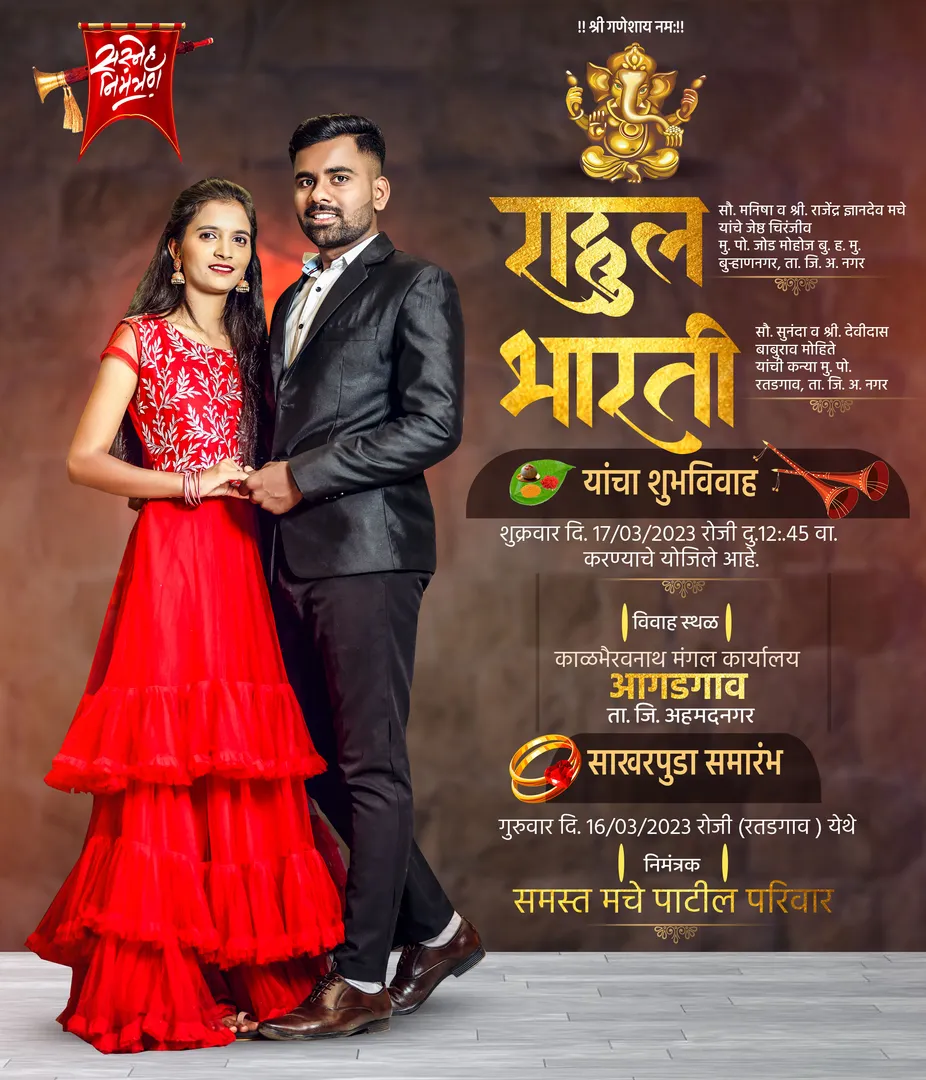 सस्नेह
निमंत्रण
!! श्री गणेशाय नम:!!
राहुल
सौ. मनिषा व श्री. राजेंद्र ज्ञानदेव मचे
यांचे जेष्ठ चिरंजीव
मु. पो. जोड मोहोज बु. ह. मु.
बुऱ्हाणनगर, ता. जि. अ. नगर
भारती
सौ. सुनंदा व श्री. देवीदास
बाबुराव मोहिते
यांची कन्या मु. पो.
रतडगाव, ता. जि. अ. नगर
यांचा शुभविवाह
शुक्रवार दि. 17/03/2023 रोजी दु.12:.45 वा.
करण्याचे योजिले आहे.
विवाह स्थळ
काळभैरवनाथ मंगल कार्यालय
आगडगाव
ता. जि. अहमदनगर
साखरपुडा समारंभ
गुरुवार दि. 16/03/2023 रोजी (रतडगाव ) येथे
निमंत्रक
समस्त मचे पाटील परिवार